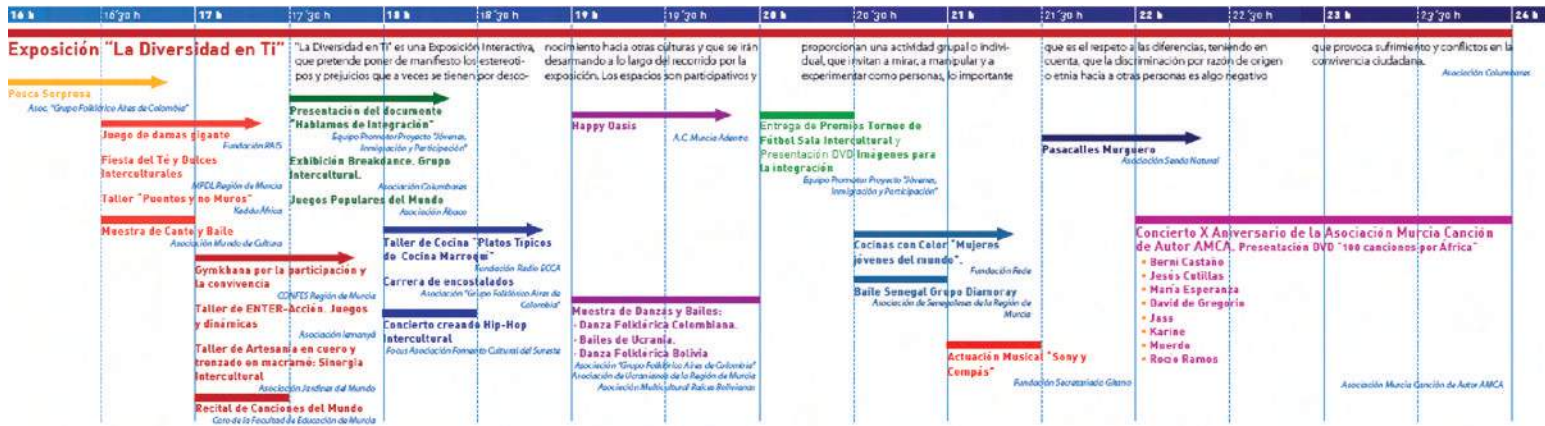 16 h 16'30 h 17 h 17'30 h 18 h 18'30 h 19 h 19'30 h 20 h 20'30 h 21 h 21'30 h 22 h 22'30 h 23 h 23'30 h 24 h
Exposición "La Diversidad en Ti"
"La Diversidad en Ti" es una Exposición Interactiva,
que pretende poner de manifiesto los estereoti-
pos y prejuicios que a veces se tienen por desco-
nocimiento hacia otras culturas y que se irán
desarmando a lo largo del recorrido por la
exposición. Los espacios son participativos y
proporcionan una actividad grupal o indivi-
dual, que invitan a mirar, a manipular y a
experimentar como personas, lo importante
que es el respeto a las diferencias, teniendo en
cuenta, que la discriminación por razón de origen
o etnia hacia a otras personas es algo negativo
que provoca sufrimiento y conflictos en la
convivencia ciudadana.
Asociación Columbares
Pesca Sorpresa
Asoc. "Grupo Folklórico Aires de Colombia"
Juego de damas gigante
Fundación RAIS
Fiesta del Té y Dulces
Interculturales
MPDL Región de Murcia
Taller "Puentes y no Muros"
Keddu África
Muestra de Cante y Baile
Asociación Mundo de Cultura
Gymkhana por la participación y
la convivencia
CONFES Región de Murcia
Taller de ENTER-Acción. Juegos
y dinámicas
Asociación Iemanyá
Taller de Artesanía en cuero y
trenzado en macramé: Sinergia
Intercultural
Asociación Jardines del Mundo
Recital de Canciones del Mundo
Coro de la Facultad de Educación de Murcia
Presentación del documento
"Hablamos de Integración"
Equipo Promotor Proyecto "Jóvenes,
Inmigración y Participación"
Exhibición Breakdance. Grupo
Intercultural.
Asociación Columbares
Juegos Populares del Mundo
Asociación Ábaco
Taller de Cocina "Platos Típicos
de Cocina Marroquí"
Fundación Radio ECCA
Carrera de encostalados
Asociación "Grupo Folklórico Aires de
Colombia"
Concierto creando Hip-Hop
Intercultural
Focus Asociación Fomento Cultural del Sureste
Happy Oasis
A.C. Murcia Adentro
Muestra de Danzas y Bailes:
- Danza Folklórica Colombiana.
- Bailes de Ucrania.
- Danza Folklórica Bolivia
Asociación "Grupo Folklórico Aires de Colombia"
Asociación de Ucranianos de la Región de Murcia
Asociación Multicultural Raíces Bolivianas
Entrega de Premios Torneo de
Fútbol Sala Intercultural y
Presentación DVD Imágenes para
la integración
Equipo Promotor Proyecto "Jóvenes,
Inmigración y Participación"
Cocinas con Color "Mujeres
jóvenes del mundo".
Fundación Fede
Baile Senegal Grupo Diamoray
Asociación de Senegaleses de la Región de
Murcia
Actuación Musical "Sony y
Compás"
Fundación Secretariado Gitano
Pasacalles Murguero
Asociación Senda Natural
Concierto X Aniversario de la Asociación Murcia Canción
de Autor AMCA. Presentación DVD "100 canciones por África"
• Berni Castaño
• Jesús Cutillas
• María Esperanza
• David de Gregorio
• Jass
• Karine
• Muerdo
• Rocío Ramos
Asociación Murcia Canción de Autor AMCA